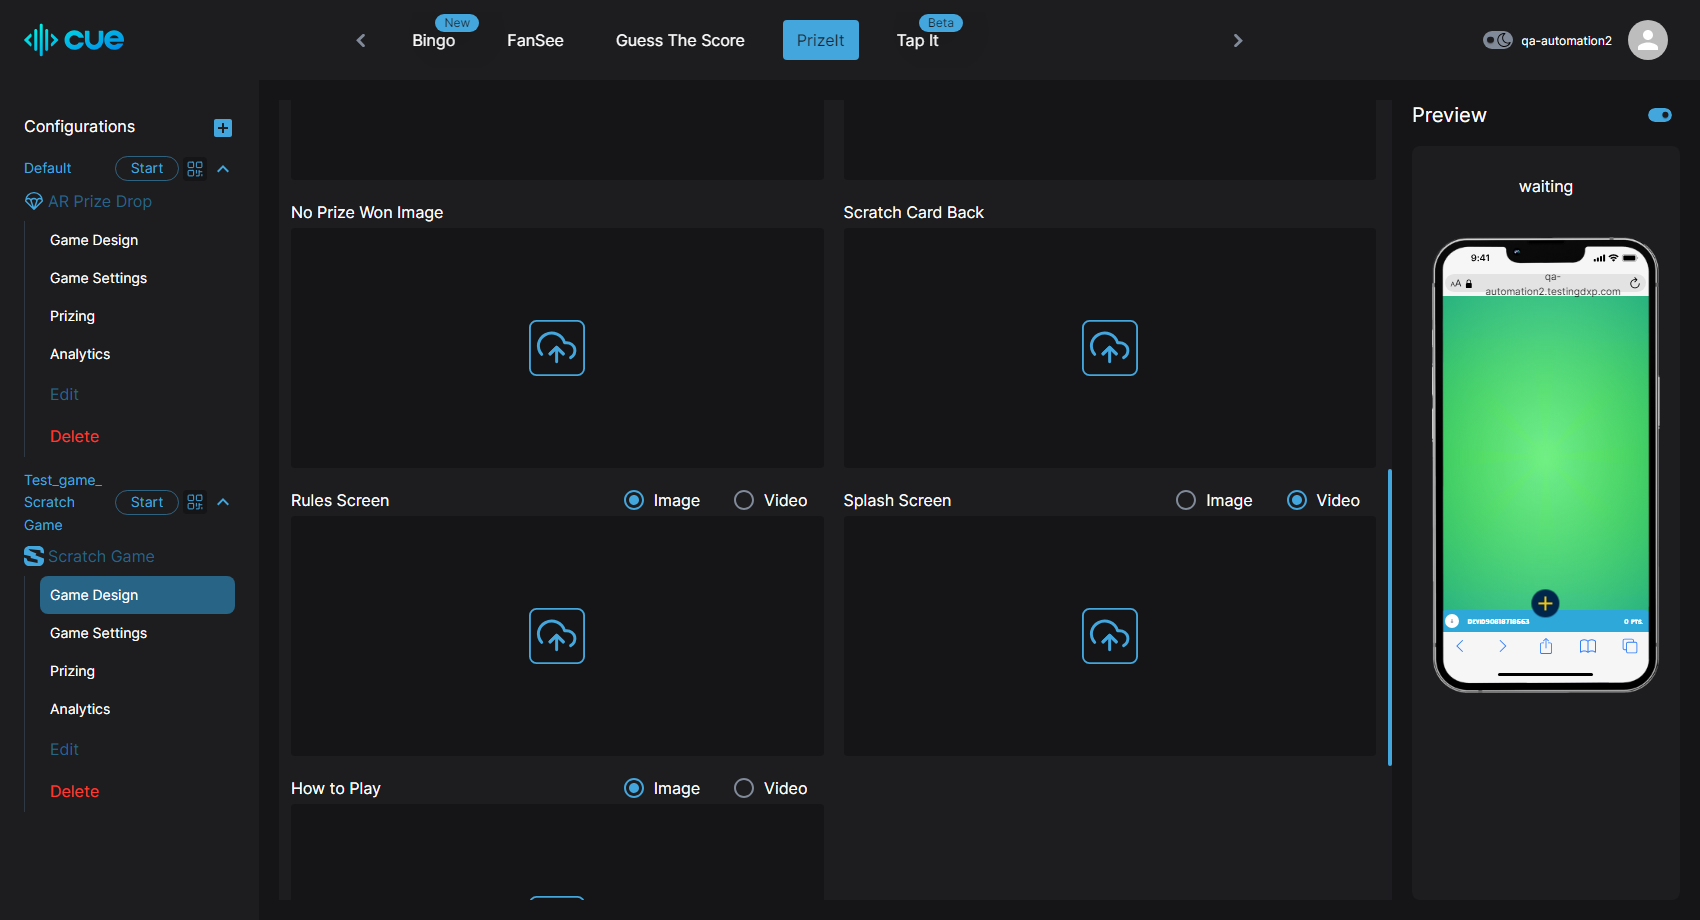 cue
Bingo
New
FanSee
Guess The Score
PrizeIt
Tap It
Beta
qa-automation2
Configurations
Default
Start
AR Prize Drop
Game Design
Game Settings
Prizing
Analytics
Edit
Delete
Test_game_
Scratch
Game
Start
Scratch Game
Game Design
Game Settings
Prizing
Analytics
Edit
Delete
No Prize Won Image
Scratch Card Back
Rules Screen
Image
Video
Splash Screen
Image
Video
How to Play
Image
Video
Preview
waiting
9:41
AA
qa-
automation2.testingdxp.com
0 PTS.